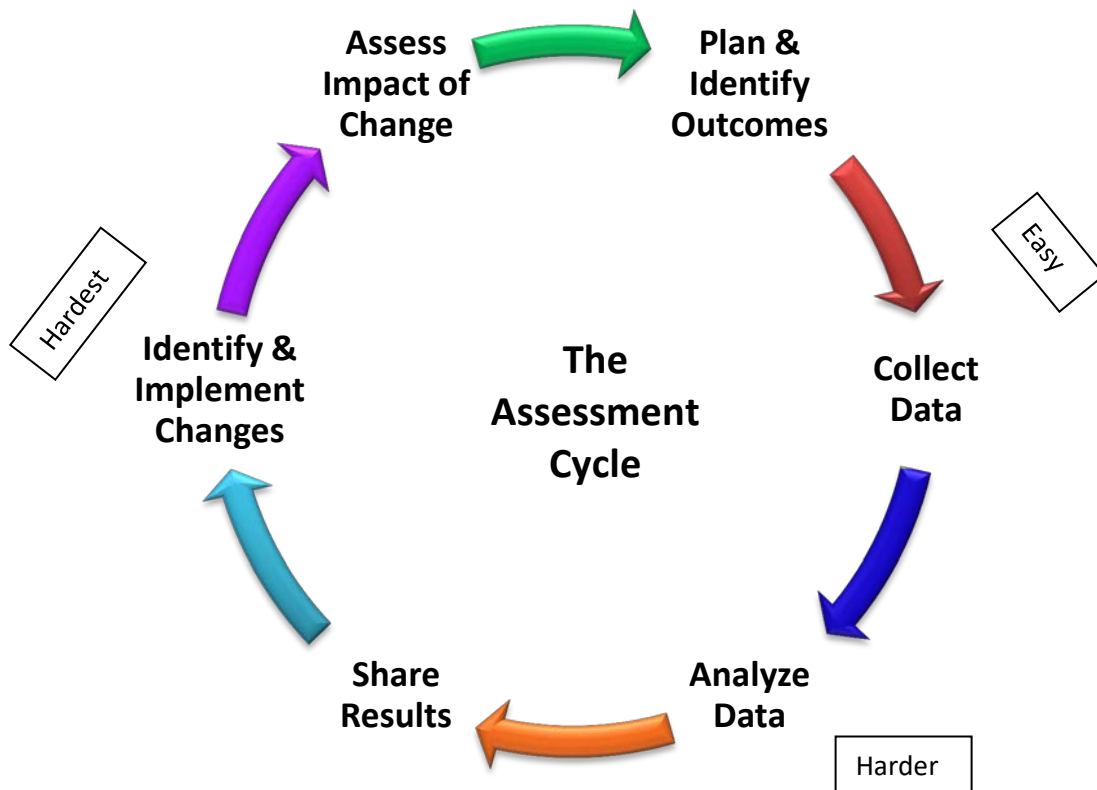 Assess
Impact of
Change
Plan &
Identify
Outcomes
Easy
Collect
Data
Analyze
Data
Harder
Share
Results
Identify &
Implement
Changes
Hardest
The
Assessment
Cycle